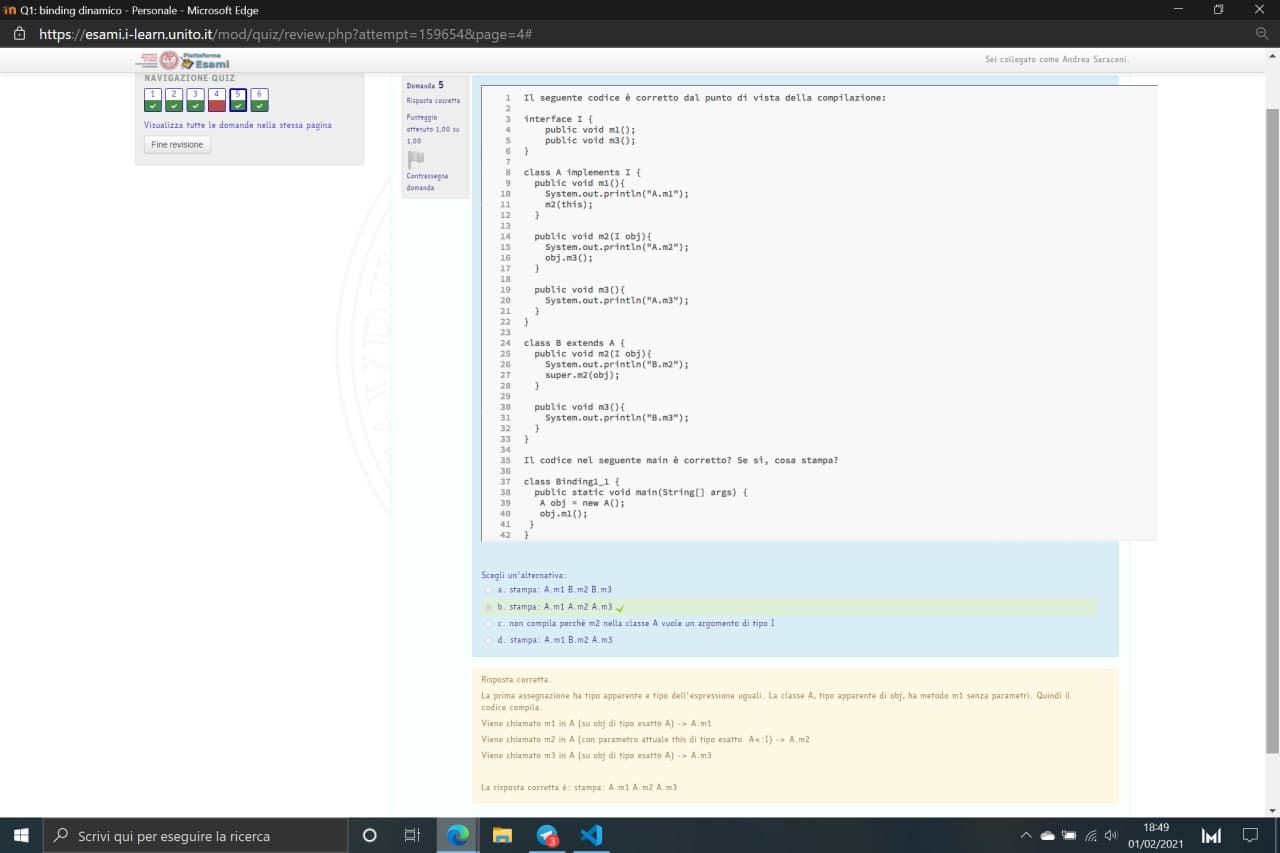 Q1: binding dinamico - Personale - Microsoft Edge
https://esami.i-learn.unito.it/mod/quiz/review.php?attempt=159654&page=4#
Piattaforma
Esami
Sei collegato come Andrea Saraceni.
NAVIGAZIONE QUIZ
1 2 3 4 5 6
Visualizza tutte le domande nella stessa pagina
Fine revisione
Domanda 5
Risposta corretta
Punteggio
ottenuto 1,00 su
1,00
Contrassegna
domanda
1 Il seguente codice è corretto dal punto di vista della compilazione:
2
3 interface I {
4 public void m1();
5 public void m3();
6 }
7
8 class A implements I {
9 public void m1(){
10 System.out.println("A.m1");
11 m2(this);
12 }
13
14 public void m2(I obj){
15 System.out.println("A.m2");
16 obj.m3();
17 }
18
19 public void m3(){
20 System.out.println("A.m3");
21 }
22 }
23
24 class B extends A {
25 public void m2(I obj){
26 System.out.println("B.m2");
27 super.m2(obj);
28 }
29
30 public void m3(){
31 System.out.println("B.m3");
32 }
33 }
34
35 Il codice nel seguente main è corretto? Se sì, cosa stampa?
36
37 class Binding1_1 {
38 public static void main(String[] args) {
39 A obj = new A();
40 obj.m1();
41 }
42 }
Scegli un'alternativa:
a. stampa: A.m1 B.m2 B.m3
b. stampa: A.m1 A.m2 A.m3
c. non compila perché m2 nella classe A vuole un argomento di tipo I
d. stampa: A.m1 B.m2 A.m3
Risposta corretta.
La prima assegnazione ha tipo apparente e tipo dell'espressione uguali. La classe A, tipo apparente di obj, ha metodo m1 senza parametri. Quindi il
codice compila.
Viene chiamato m1 in A (su obj di tipo esatto A) -> A.m1
Viene chiamato m2 in A (con parametro attuale this di tipo esatto A<:I) -> A.m2
Viene chiamato m3 in A (su obj di tipo esatto A) -> A.m3
La risposta corretta è: stampa: A.m1 A.m2 A.m3
Scrivi qui per eseguire la ricerca
3
18:49
01/02/2021